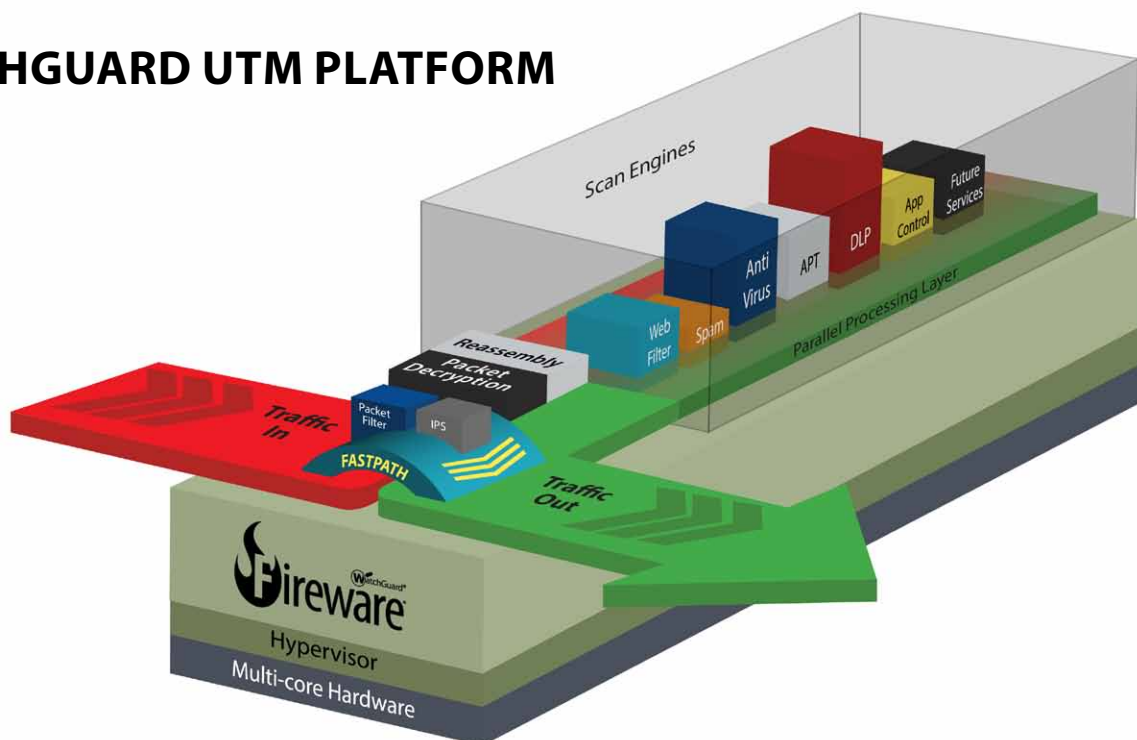 HGUARD UTM PLATFORM
Scan Engines
Future
Services
App
Control
DLP
APT
Anti
Virus
Spam
Web
Filter
Parallel Processing Layer
Reassembly
Packet
Decryption
Packet
Filter
IPS
FASTPATH
Traffic
In
Traffic
Out
WatchGuard®
Fireware
Hypervisor
Multi-core Hardware